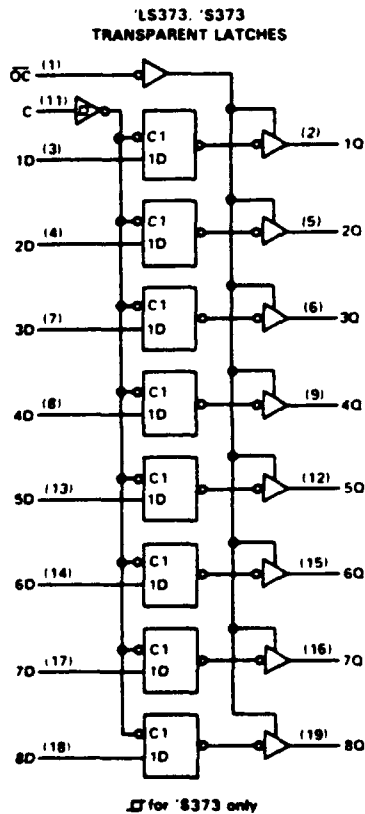 'LS373, 'S373
TRANSPARENT LATCHES
OC (1)
C (11)
C1 (2) 1Q
1D (3) 1D
C1 (5) 2Q
2D (4) 1D
C1 (6) 3Q
3D (7) 1D
C1 (9) 4Q
4D (8) 1D
C1 (12) 5Q
5D (13) 1D
C1 (15) 6Q
6D (14) 1D
C1 (16) 7Q
7D (17) 1D
C1 (19) 8Q
8D (18) 1D
for 'S373 only